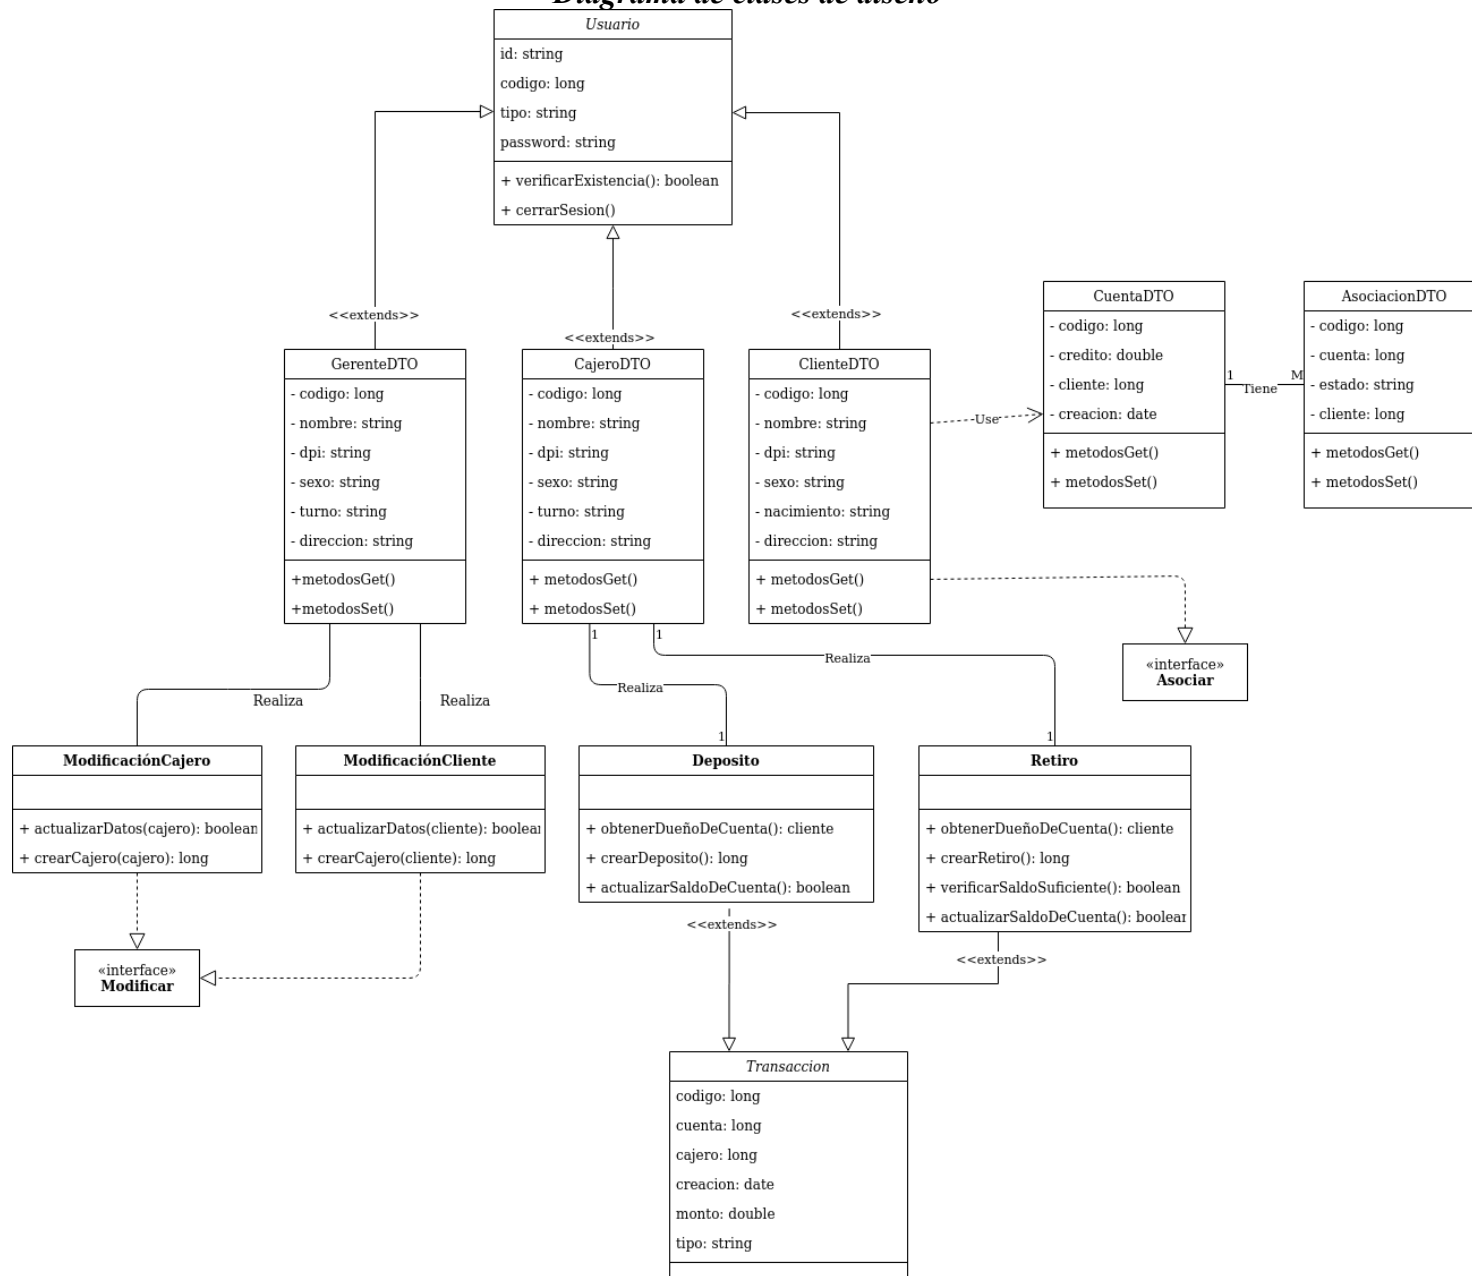 Diagrama de clases de diseño
Usuario
id: string
codigo: long
tipo: string
password: string
+ verificarExistencia(): boolean
+ cerrarSesion()
<<extends>>
<<extends>>
<<extends>>
GerenteDTO
- codigo: long
- nombre: string
- dpi: string
- sexo: string
- turno: string
- direccion: string
+metodosGet()
+metodosSet()
CajeroDTO
- codigo: long
- nombre: string
- dpi: string
- sexo: string
- turno: string
- direccion: string
+ metodosGet()
+ metodosSet()
ClienteDTO
- codigo: long
- nombre: string
- dpi: string
- sexo: string
- nacimiento: string
- direccion: string
+ metodosGet()
+ metodosSet()
Use
CuentaDTO
- codigo: long
- credito: double
- cliente: long
- creacion: date
+ metodosGet()
+ metodosSet()
1
Tiene
M
AsociacionDTO
- codigo: long
- cuenta: long
- estado: string
- cliente: long
+ metodosGet()
+ metodosSet()
«interface»
Asociar
Realiza
Realiza
1
Realiza
1
1
Realiza
1
ModificaciónCajero
+ actualizarDatos(cajero): boolean
+ crearCajero(cajero): long
ModificaciónCliente
+ actualizarDatos(cliente): boolea
+ crearCajero(cliente): long
Deposito
+ obtenerDueñoDeCuenta(): cliente
+ crearDeposito(): long
+ actualizarSaldoDeCuenta(): boolean
Retiro
+ obtenerDueñoDeCuenta(): cliente
+ crearRetiro(): long
+ verificarSaldoSuficiente(): boolean
+ actualizarSaldoDeCuenta(): boolea
«interface»
Modificar
<<extends>>
<<extends>>
Transaccion
codigo: long
cuenta: long
cajero: long
creacion: date
monto: double
tipo: string